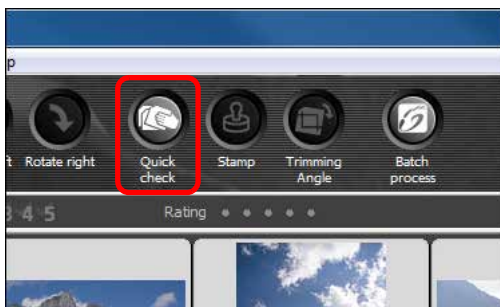 p
t Rotate right
Quick
check
Stamp
Trimming
Angle
Batch
process
3 4 5
Rating